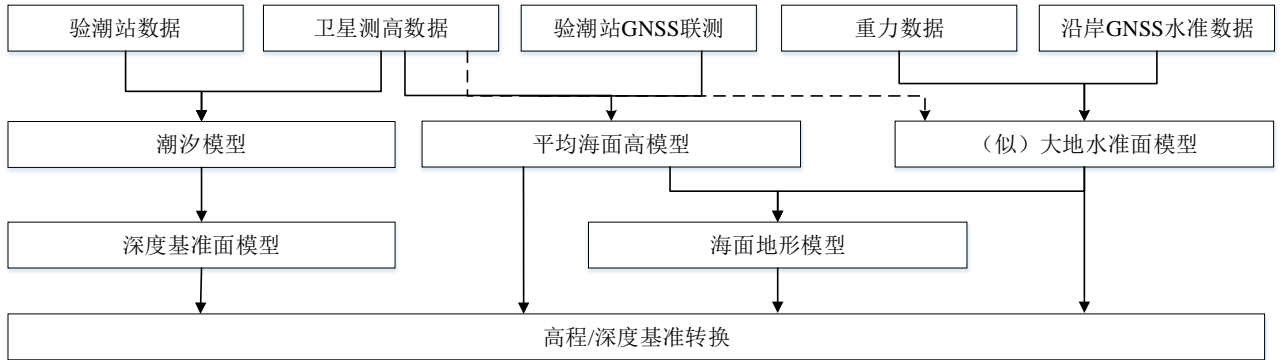 验潮站数据
卫星测高数据
验潮站GNSS联测
重力数据
沿岸GNSS水准数据
潮汐模型
平均海面高模型
（似）大地水准面模型
深度基准面模型
海面地形模型
高程/深度基准转换